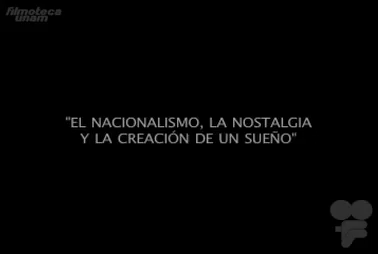 filmoteca
unam
"EL NACIONALISMO, LA NOSTALGIA
Y LA CREACIÓN DE UN SUEÑO"